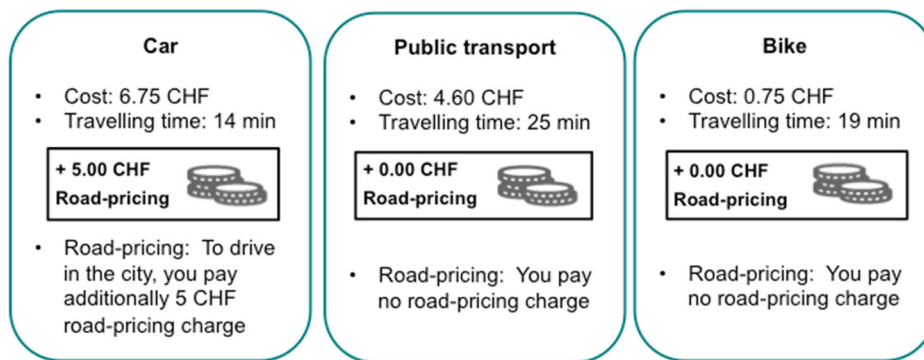 Car
• Cost: 6.75 CHF
• Travelling time: 14 min
+ 5.00 CHF
Road-pricing
• Road-pricing: To drive
in the city, you pay
additionally 5 CHF
road-pricing charge
Public transport
• Cost: 4.60 CHF
• Travelling time: 25 min
+ 0.00 CHF
Road-pricing
• Road-pricing: You pay
no road-pricing charge
Bike
• Cost: 0.75 CHF
• Travelling time: 19 min
+ 0.00 CHF
Road-pricing
• Road-pricing: You pay
no road-pricing charge